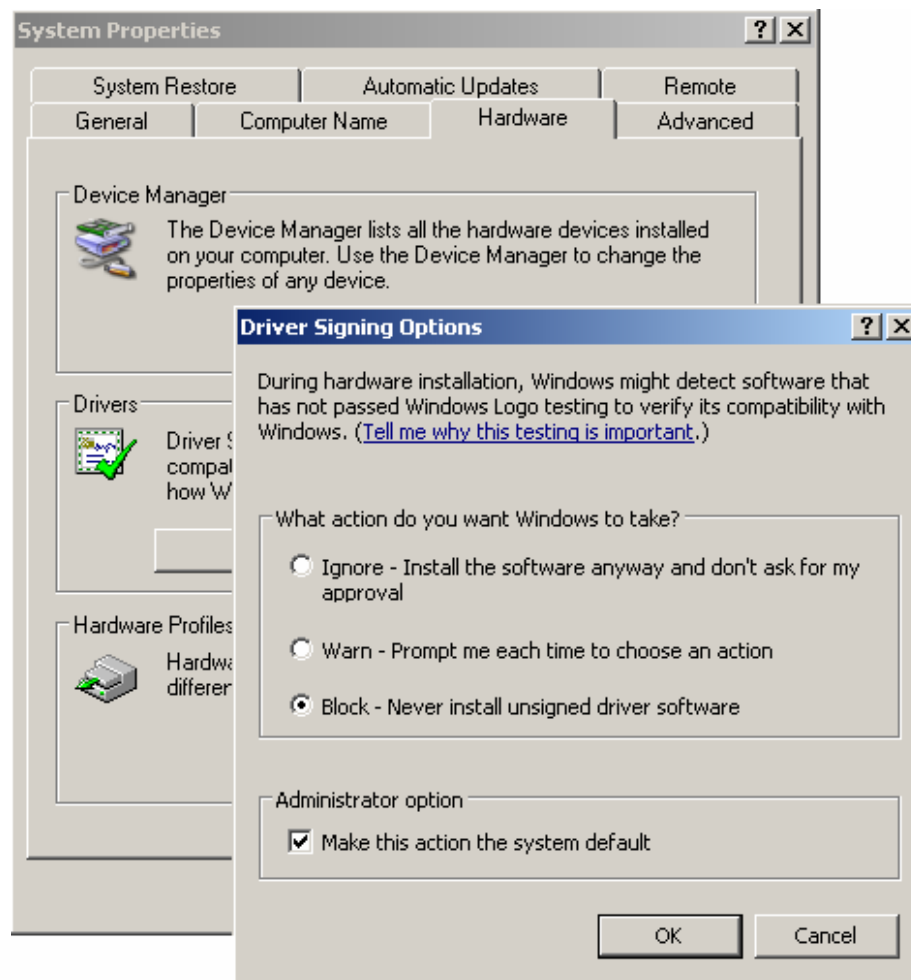 System Properties
System Restore
Automatic Updates
Remote
General
Computer Name
Hardware
Advanced
Device Manager
The Device Manager lists all the hardware devices installed
on your computer. Use the Device Manager to change the
properties of any device.
Drivers
Driver
how
Hardware Profiles
Driver Signing Options
During hardware installation, Windows might detect software that
has not passed Windows Logo testing to verify its compatibility with
Windows. (Tell me why this testing is important.)
What action do you want Windows to take?
Ignore - Install the software anyway and don't ask for my
approval
Warn - Prompt me each time to choose an action
Block - Never install unsigned driver software
Administrator option
Make this action the system default
OK
Cancel